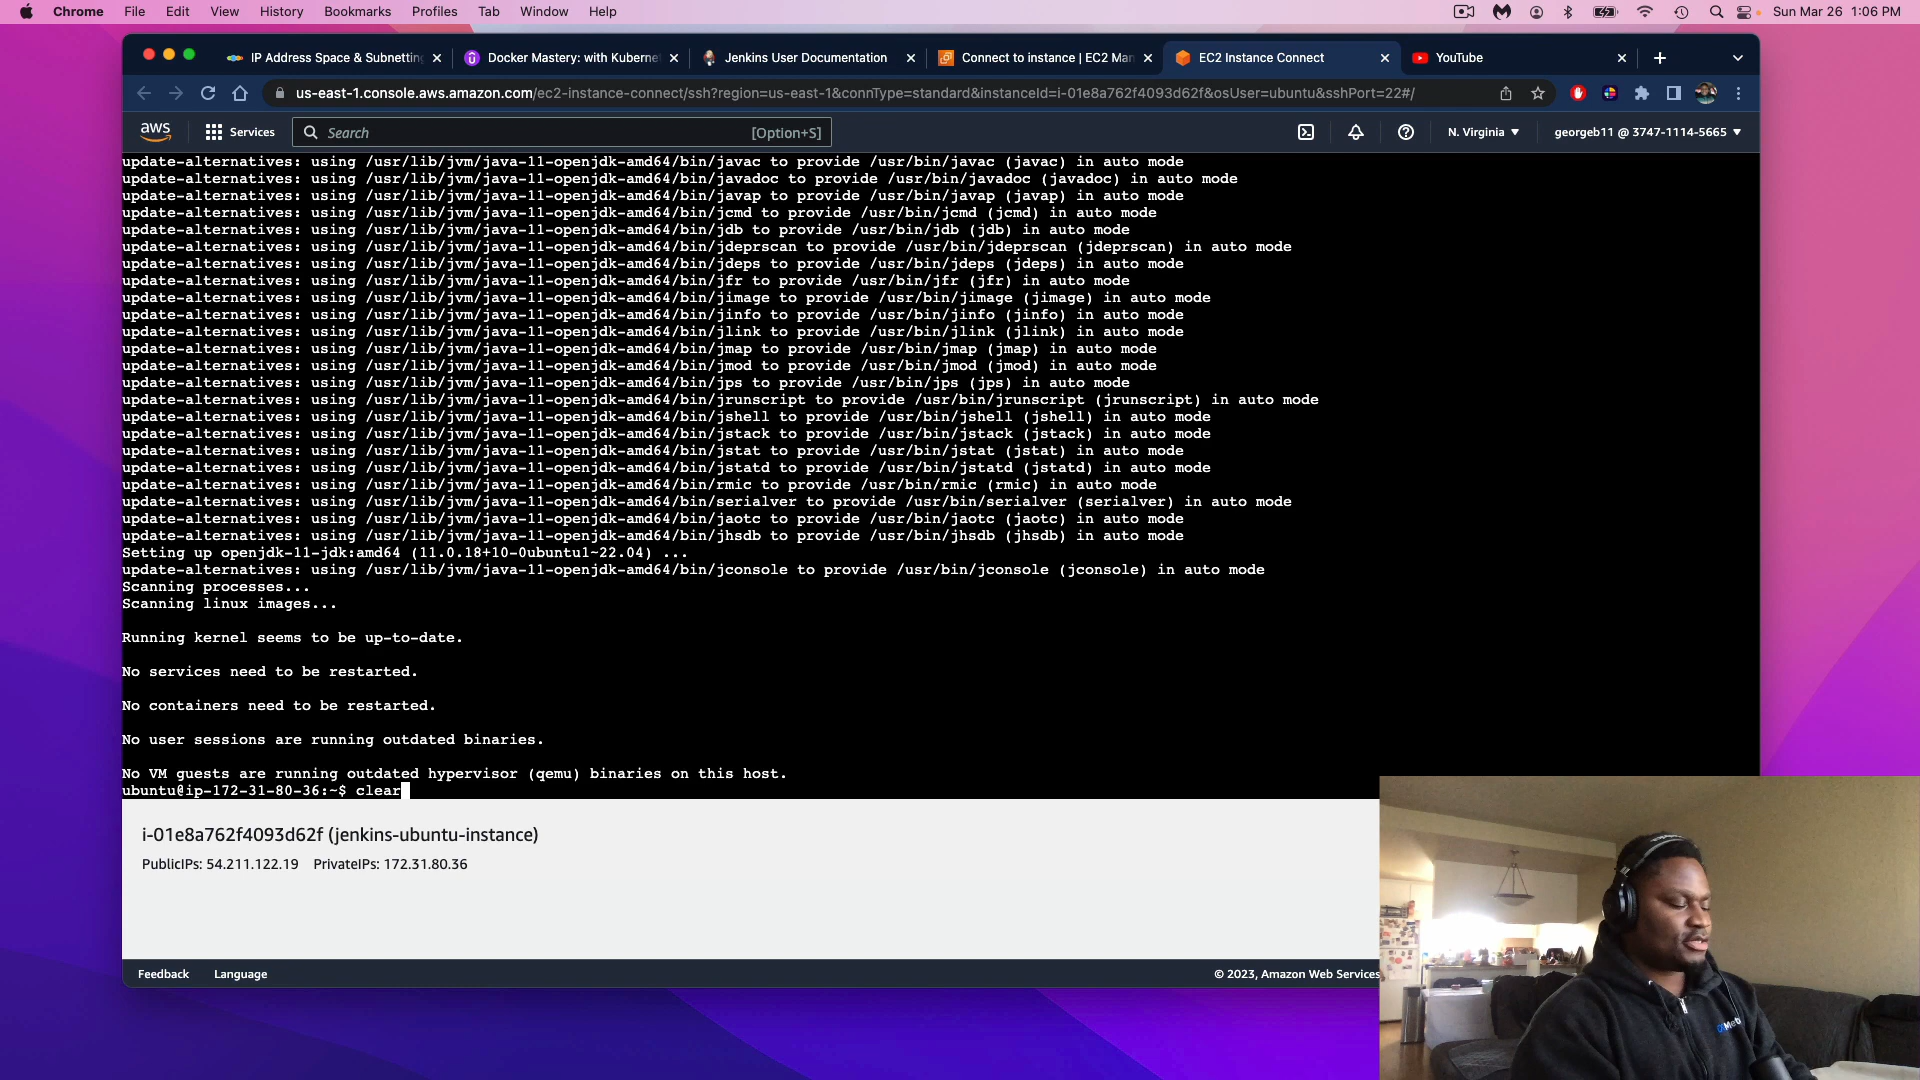 Chrome File Edit View History Bookmarks Profiles Tab Window Help Sun Mar 26 1:06 PM
IP Address Space & Subnetting Docker Mastery: with Kuberne Jenkins User Documentation Connect to instance | EC2 Man EC2 Instance Connect YouTube
us-east-1.console.aws.amazon.com/ec2-instance-connect/ssh?region=us-east-1&connType=standard&instanceId=i-01e8a762f4093d62f&osUser=ubuntu&sshPort=22#/
aws Services Search [Option+S] N. Virginia georgeb11 @ 3747-1114-5665
update-alternatives: using /usr/lib/jvm/java-11-openjdk-amd64/bin/javac to provide /usr/bin/javac (javac) in auto mode
update-alternatives: using /usr/lib/jvm/java-11-openjdk-amd64/bin/javadoc to provide /usr/bin/javadoc (javadoc) in auto mode
update-alternatives: using /usr/lib/jvm/java-11-openjdk-amd64/bin/javap to provide /usr/bin/javap (javap) in auto mode
update-alternatives: using /usr/lib/jvm/java-11-openjdk-amd64/bin/jcmd to provide /usr/bin/jcmd (jcmd) in auto mode
update-alternatives: using /usr/lib/jvm/java-11-openjdk-amd64/bin/jdb to provide /usr/bin/jdb (jdb) in auto mode
update-alternatives: using /usr/lib/jvm/java-11-openjdk-amd64/bin/jdeprscan to provide /usr/bin/jdeprscan (jdeprscan) in auto mode
update-alternatives: using /usr/lib/jvm/java-11-openjdk-amd64/bin/jdeps to provide /usr/bin/jdeps (jdeps) in auto mode
update-alternatives: using /usr/lib/jvm/java-11-openjdk-amd64/bin/jfr to provide /usr/bin/jfr (jfr) in auto mode
update-alternatives: using /usr/lib/jvm/java-11-openjdk-amd64/bin/jimage to provide /usr/bin/jimage (jimage) in auto mode
update-alternatives: using /usr/lib/jvm/java-11-openjdk-amd64/bin/jinfo to provide /usr/bin/jinfo (jinfo) in auto mode
update-alternatives: using /usr/lib/jvm/java-11-openjdk-amd64/bin/jlink to provide /usr/bin/jlink (jlink) in auto mode
update-alternatives: using /usr/lib/jvm/java-11-openjdk-amd64/bin/jmap to provide /usr/bin/jmap (jmap) in auto mode
update-alternatives: using /usr/lib/jvm/java-11-openjdk-amd64/bin/jmod to provide /usr/bin/jmod (jmod) in auto mode
update-alternatives: using /usr/lib/jvm/java-11-openjdk-amd64/bin/jps to provide /usr/bin/jps (jps) in auto mode
update-alternatives: using /usr/lib/jvm/java-11-openjdk-amd64/bin/jrunscript to provide /usr/bin/jrunscript (jrunscript) in auto mode
update-alternatives: using /usr/lib/jvm/java-11-openjdk-amd64/bin/jshell to provide /usr/bin/jshell (jshell) in auto mode
update-alternatives: using /usr/lib/jvm/java-11-openjdk-amd64/bin/jstack to provide /usr/bin/jstack (jstack) in auto mode
update-alternatives: using /usr/lib/jvm/java-11-openjdk-amd64/bin/jstat to provide /usr/bin/jstat (jstat) in auto mode
update-alternatives: using /usr/lib/jvm/java-11-openjdk-amd64/bin/jstatd to provide /usr/bin/jstatd (jstatd) in auto mode
update-alternatives: using /usr/lib/jvm/java-11-openjdk-amd64/bin/rmic to provide /usr/bin/rmic (rmic) in auto mode
update-alternatives: using /usr/lib/jvm/java-11-openjdk-amd64/bin/serialver to provide /usr/bin/serialver (serialver) in auto mode
update-alternatives: using /usr/lib/jvm/java-11-openjdk-amd64/bin/jaotc to provide /usr/bin/jaotc (jaotc) in auto mode
update-alternatives: using /usr/lib/jvm/java-11-openjdk-amd64/bin/jhsdb to provide /usr/bin/jhsdb (jhsdb) in auto mode
Setting up openjdk-11-jdk:amd64 (11.0.18+10-0ubuntu1~22.04) ...
update-alternatives: using /usr/lib/jvm/java-11-openjdk-amd64/bin/jconsole to provide /usr/bin/jconsole (jconsole) in auto mode
Scanning processes...
Scanning linux images...
Running kernel seems to be up-to-date.
No services need to be restarted.
No containers need to be restarted.
No user sessions are running outdated binaries.
No VM guests are running outdated hypervisor (qemu) binaries on this host.
ubuntu@ip-172-31-80-36:~$ clear
i-01e8a762f4093d62f (jenkins-ubuntu-instance)
PublicIPs: 54.211.122.19 PrivateIPs: 172.31.80.36
Feedback Language © 2023, Amazon Web Services